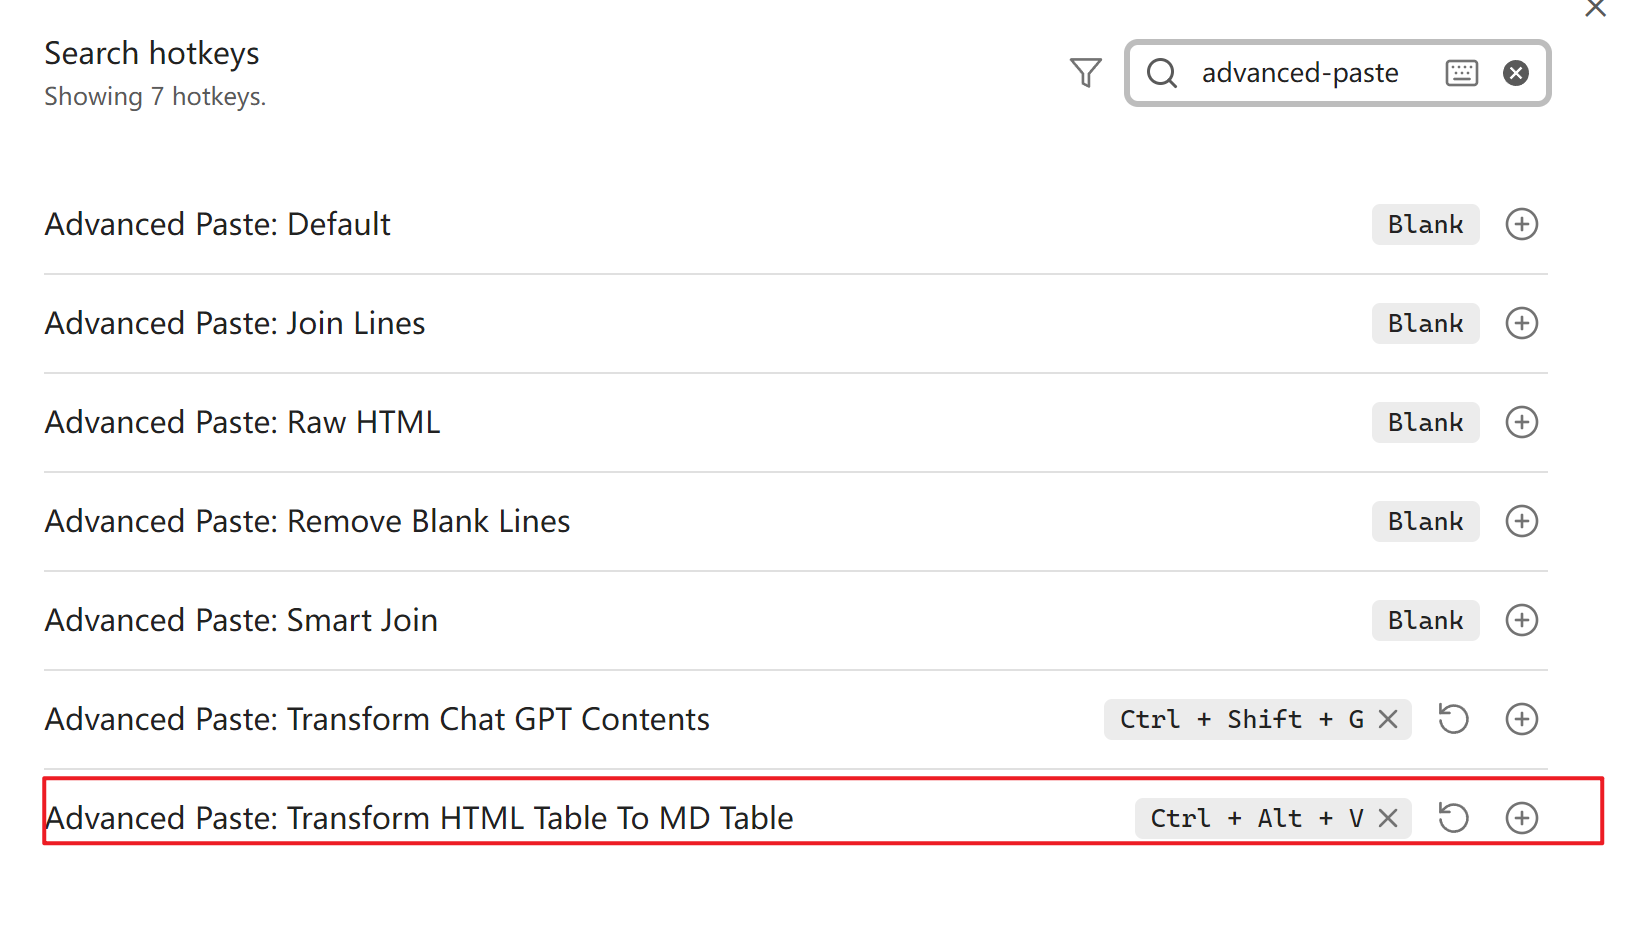 Search hotkeys
Showing 7 hotkeys.
advanced-paste
Advanced Paste: Default
Blank
Advanced Paste: Join Lines
Blank
Advanced Paste: Raw HTML
Blank
Advanced Paste: Remove Blank Lines
Blank
Advanced Paste: Smart Join
Blank
Advanced Paste: Transform Chat GPT Contents
Ctrl + Shift + G
Advanced Paste: Transform HTML Table To MD Table
Ctrl + Alt + V